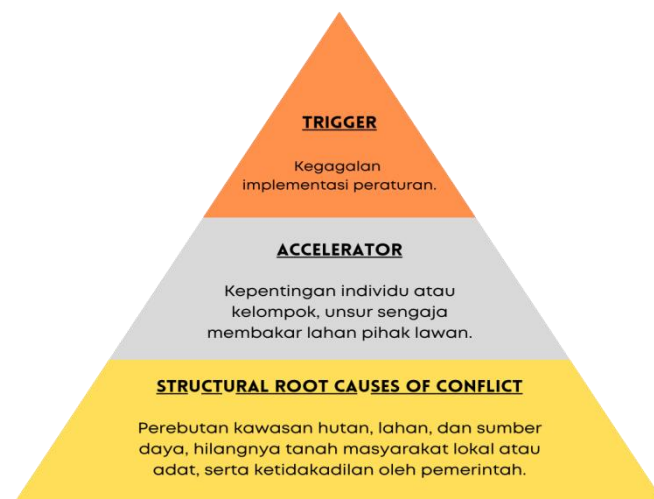 TRIGGER
Kegagalan
implementasi peraturan.
ACCELERATOR
Kepentingan individu atau
kelompok, unsur sengaja
membakar lahan pihak lawan.
STRUCTURAL ROOT CAUSES OF CONFLICT
Perebutan kawasan hutan, lahan, dan sumber
daya, hilangnya tanah masyarakat lokal atau
adat, serta ketidakadilan oleh pemerintah.